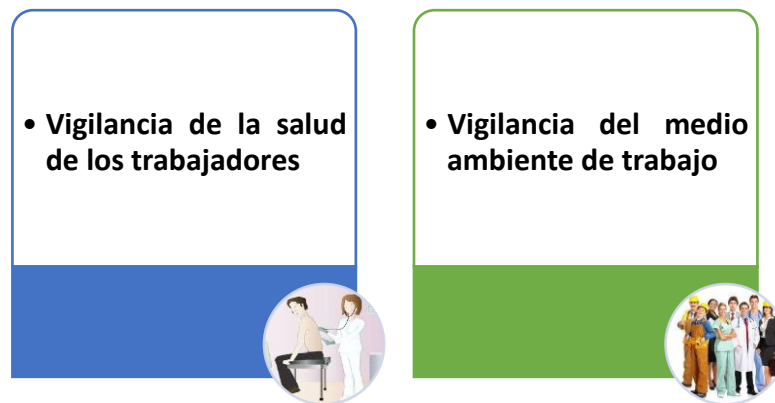 • Vigilancia de la salud
de los trabajadores
• Vigilancia del medio
ambiente de trabajo